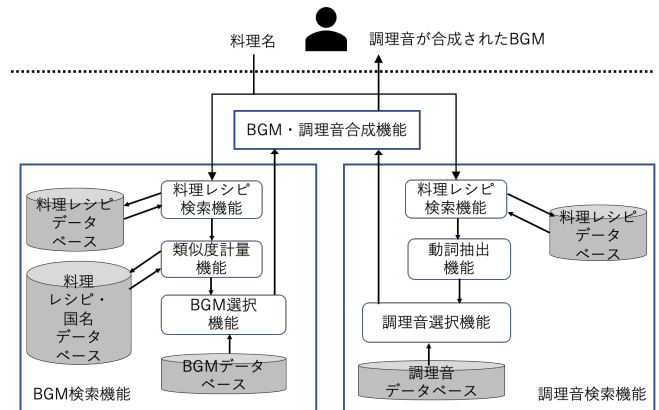 料理名
調理音が合成されたBGM
BGM・調理音合成機能
料理レシピ
検索機能
料理レシピ
データ
ベース
類似度計量
機能
料理
レシピ・
国名
データ
ベース
BGM選択
機能
BGMデータ
ベース
BGM検索機能
料理レシピ
検索機能
料理レシピ
データ
ベース
動詞抽出
機能
調理音選択機能
調理音
データベース
調理音検索機能